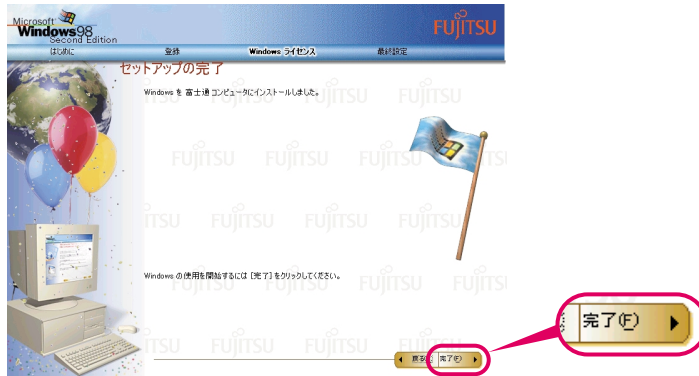 Microsoft
Windows98
Second Edition
FUJITSU
はじめに 登録 Windows ライセンス 最終設定
セットアップの完了
Windows を 富士通 コンピュータにインストールしました。
Windows の使用を開始するには [完了] をクリックしてください。
完了(F)
完了(F)